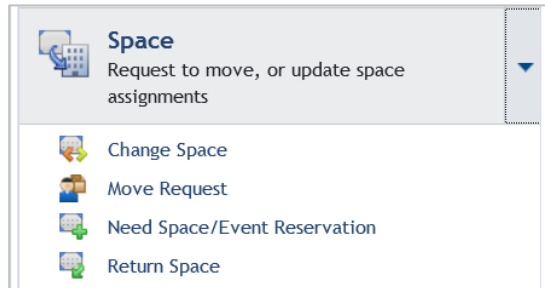 Space
Request to move, or update space
assignments
Change Space
Move Request
Need Space/Event Reservation
Return Space